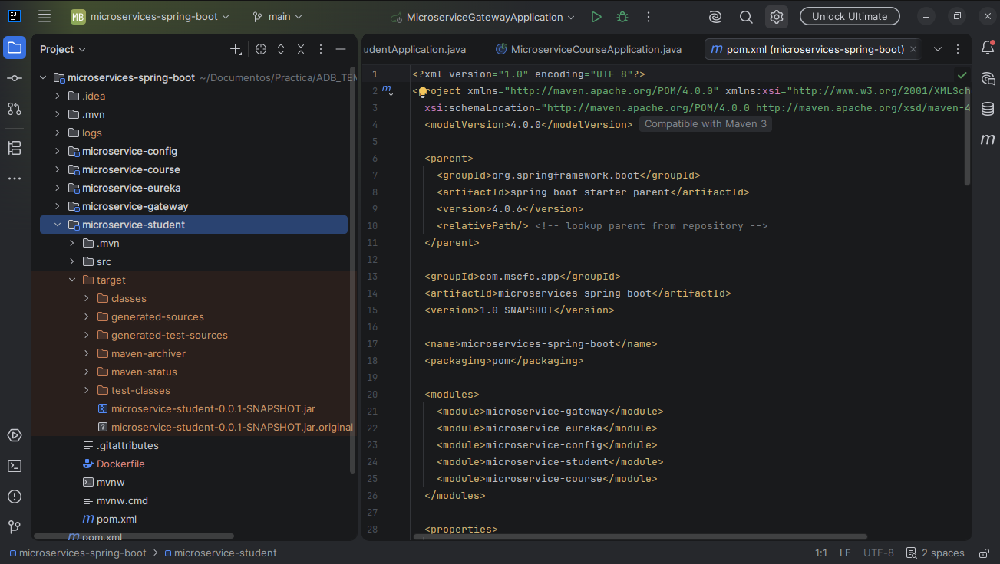 MB microservices-spring-boot main MicroserviceGatewayApplication Unlock Ultimate
Project
microservices-spring-boot ~/Documentos/Practica/ADB_TEM
.idea
.mvn
logs
microservice-config
microservice-course
microservice-eureka
microservice-gateway
microservice-student
.mvn
src
target
classes
generated-sources
generated-test-sources
maven-archiver
maven-status
test-classes
microservice-student-0.0.1-SNAPSHOT.jar
microservice-student-0.0.1-SNAPSHOT.jar.original
.gitattributes
Dockerfile
mvnw
mvnw.cmd
pom.xml
pom.xml
udentApplication.java MicroserviceCourseApplication.java pom.xml (microservices-spring-boot)
1 <?xml version="1.0" encoding="UTF-8"?>
2 <project xmlns="http://maven.apache.org/POM/4.0.0" xmlns:xsi="http://www.w3.org/2001/XMLSch
3 xsi:schemaLocation="http://maven.apache.org/POM/4.0.0 http://maven.apache.org/xsd/maven-4
4 <modelVersion>4.0.0</modelVersion> Compatible with Maven 3
5
6 <parent>
7 <groupId>org.springframework.boot</groupId>
8 <artifactId>spring-boot-starter-parent</artifactId>
9 <version>4.0.6</version>
10 <relativePath/> <!-- lookup parent from repository -->
11 </parent>
12
13 <groupId>com.mscfc.app</groupId>
14 <artifactId>microservices-spring-boot</artifactId>
15 <version>1.0-SNAPSHOT</version>
16
17 <name>microservices-spring-boot</name>
18 <packaging>pom</packaging>
19
20 <modules>
21 <module>microservice-gateway</module>
22 <module>microservice-eureka</module>
23 <module>microservice-config</module>
24 <module>microservice-student</module>
25 <module>microservice-course</module>
26 </modules>
27
28 <properties>
microservices-spring-boot microservice-student 1:1 LF UTF-8 2 spaces